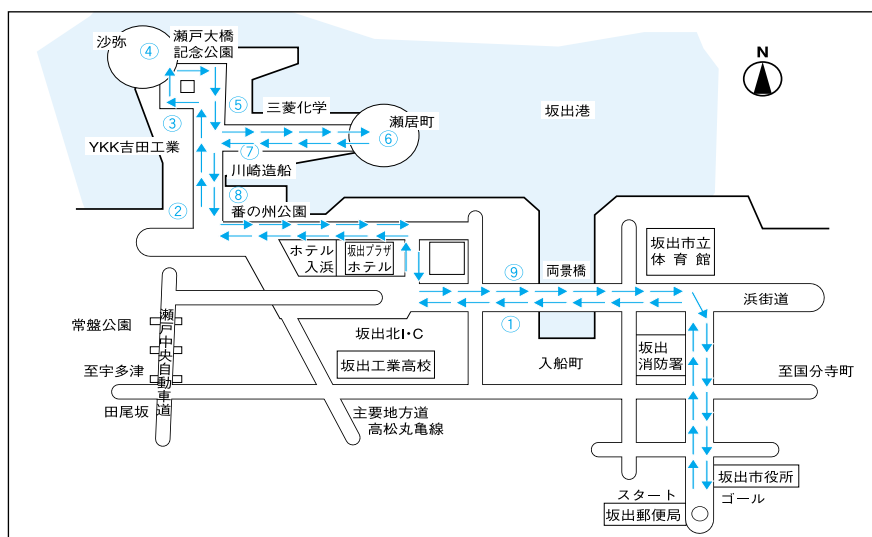 沙弥
④
瀬戸大橋
記念公園
N
⑤
三菱化学
坂出港
③
瀬居町
⑥
YKK吉田工業
⑦
川崎造船
②
⑧
番の州公園
ホテル
入浜
坂出プラザ
ホテル
⑨
両景橋
坂出市立
体育館
浜街道
①
常盤公園
瀬戸中央自動車道
坂出北I・C
坂出工業高校
入船町
坂出
消防署
至宇多津
至国分寺町
田尾坂
主要地方道
高松丸亀線
坂出市役所
スタート
ゴール
坂出郵便局